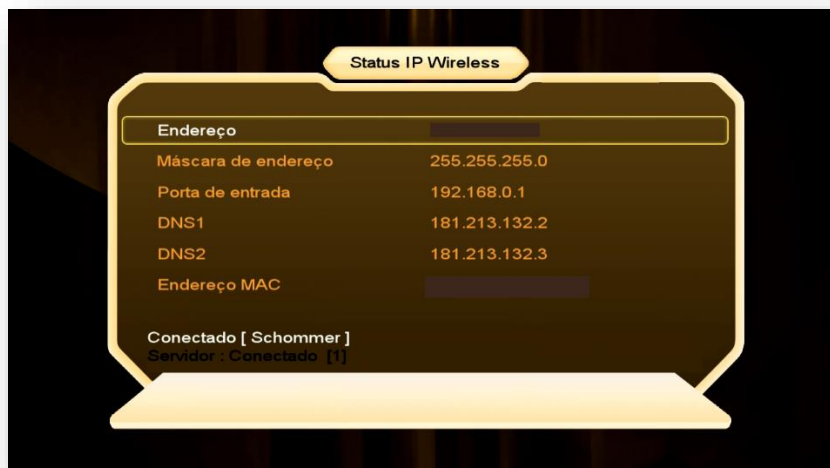 Status IP Wireless
Endereço
Máscara de endereço 255.255.255.0
Porta de entrada 192.168.0.1
DNS1 181.213.132.2
DNS2 181.213.132.3
Endereço MAC
Conectado [ Schommer ]
Servidor : Conectado [1]